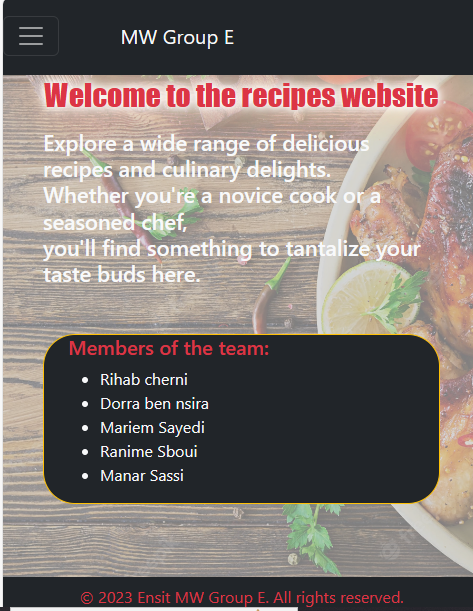 MW Group E
Welcome to the recipes website
Explore a wide range of delicious
recipes and culinary delights.
Whether you're a novice cook or a
seasoned chef,
you'll find something to tantalize your
taste buds here.
Members of the team:
Rihab cherni
Dorra ben nsira
Mariem Sayedi
Ranime Sboui
Manar Sassi
© 2023 Ensit MW Group E. All rights reserved.